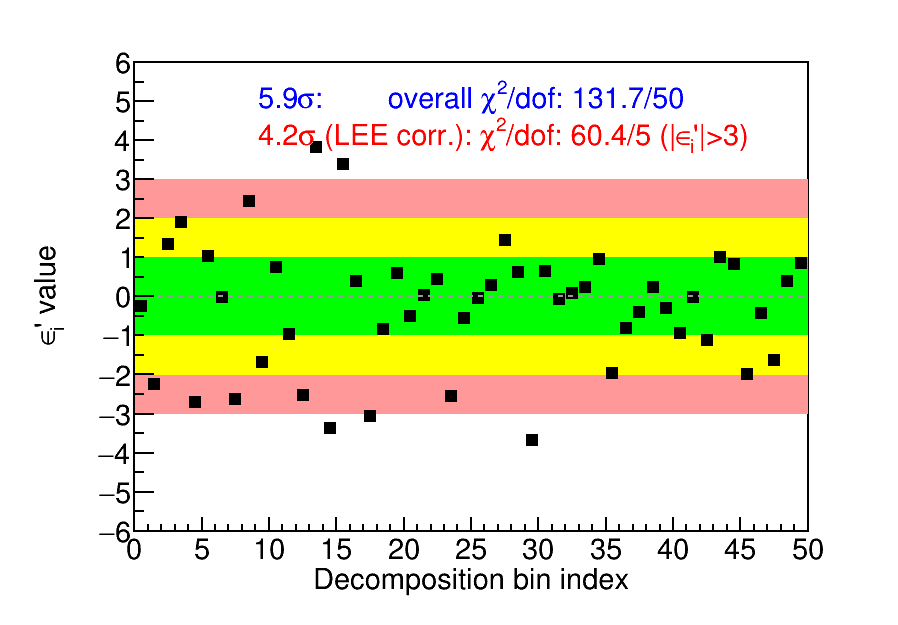 5.9σ: overall χ²/dof: 131.7/50
4.2σ (LEE corr.): χ²/dof: 60.4/5 (|ϵᵢ'|>3)
6
5
4
3
2
1
0
−1
−2
−3
−4
−5
−6
ϵᵢ' value
0 5 10 15 20 25 30 35 40 45 50
Decomposition bin index